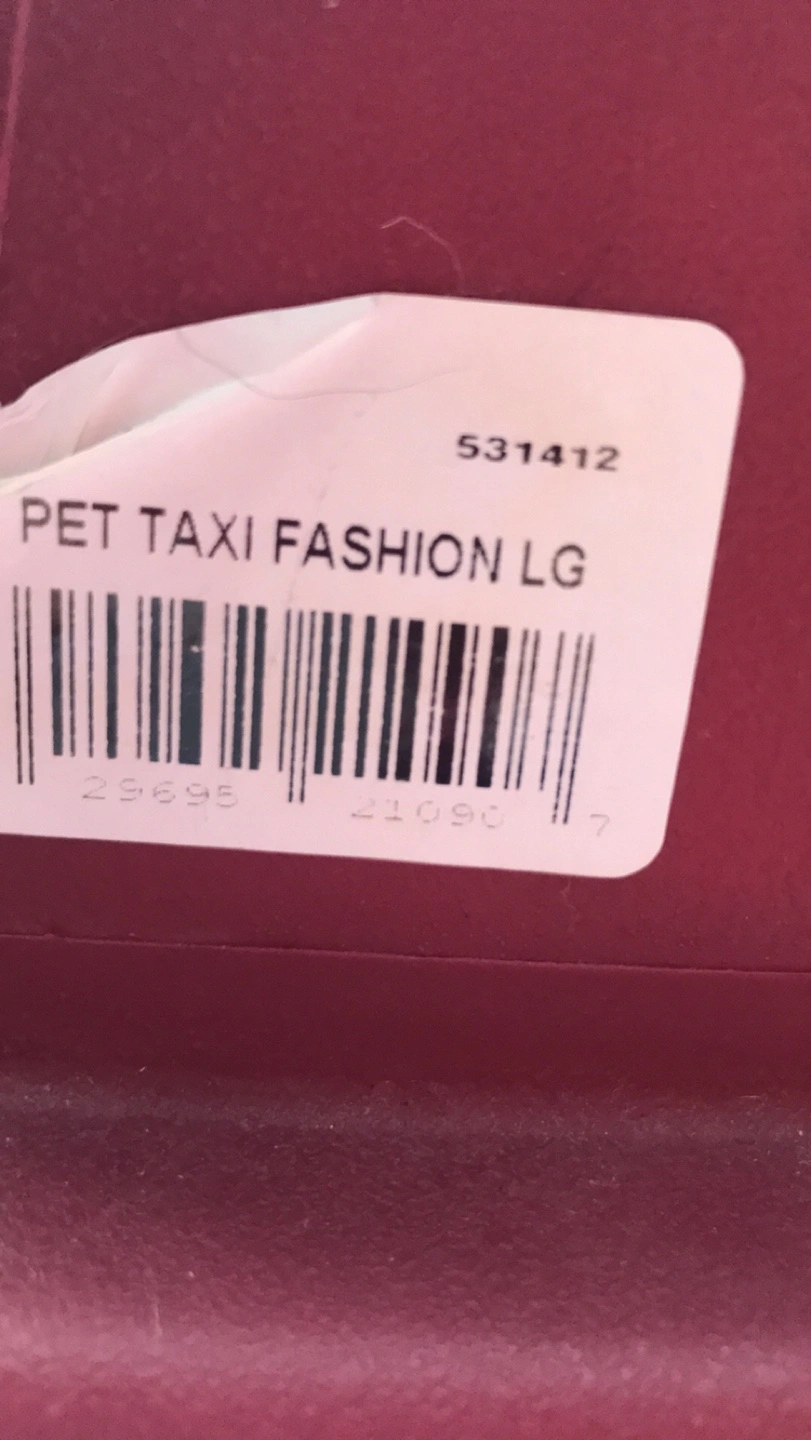 531412
PET TAXI FASHION LG
29695 21090 7